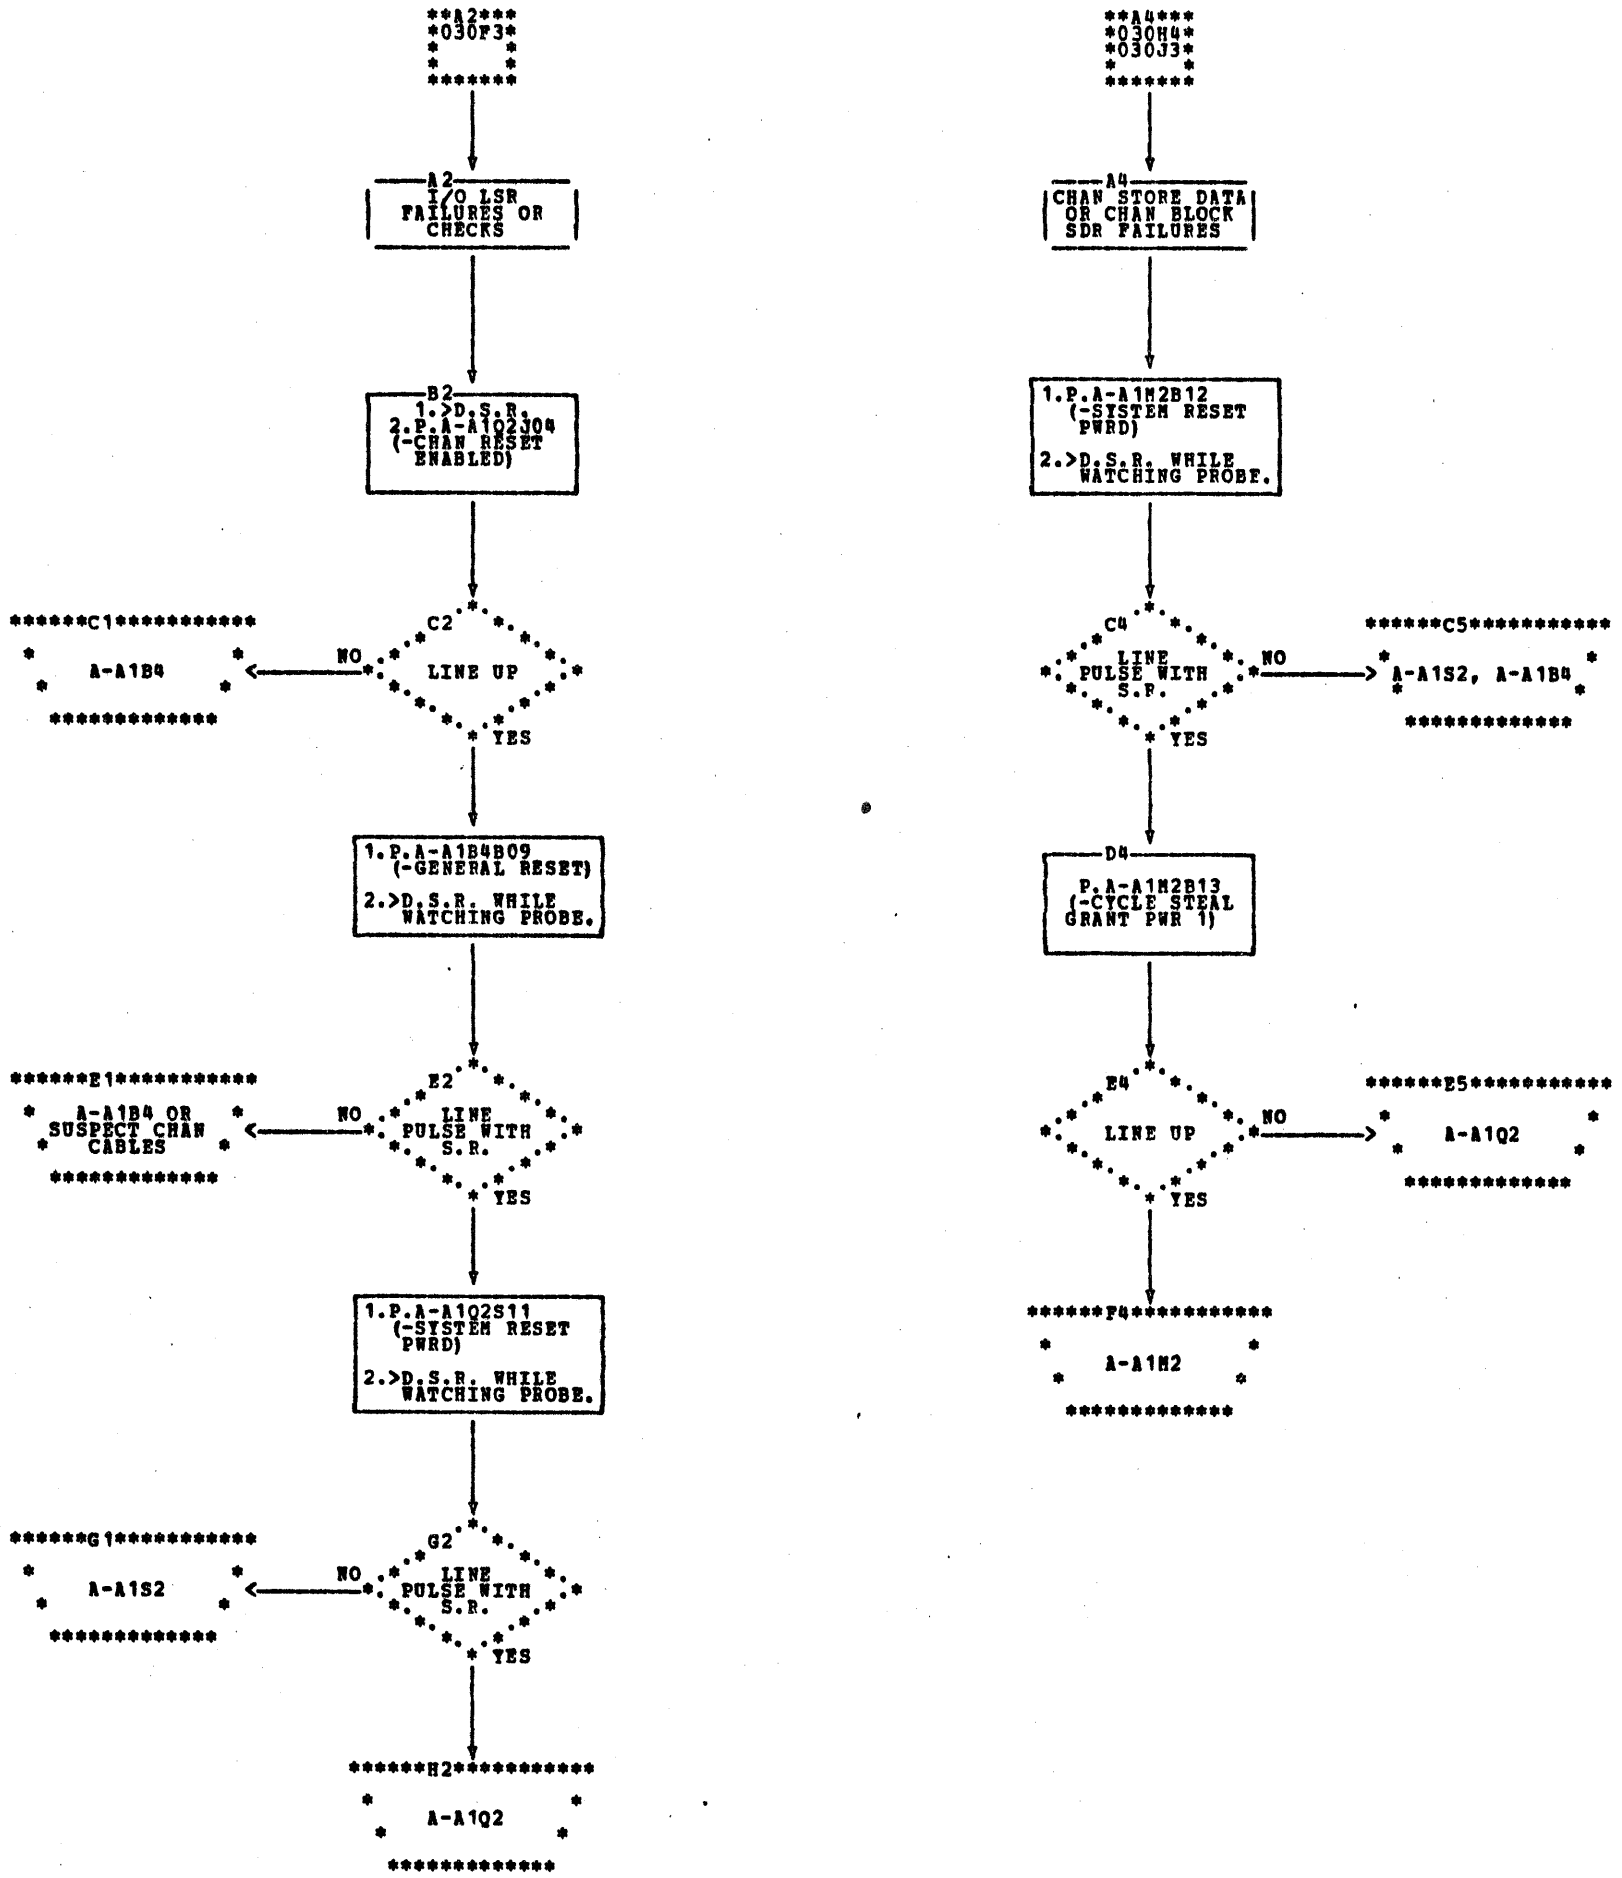 **A2***
*030F3*
* *
* *
*******
A2
I/O LSR
FAILURES OR
CHECKS
B2
1.>D.S.R.
2.P.A-A1Q2J04
(-CHAN RESET
ENABLED)
C2
LINE UP
NO
YES
******C1***********
* *
A-A1B4
* *
*************
1.P.A-A1B4B09
(-GENERAL RESET)
2.>D.S.R. WHILE
WATCHING PROBE.
E2
LINE
PULSE WITH
S.R.
NO
YES
******E1***********
* A-A1B4 OR *
SUSPECT CHAN
* CABLES *
*************
1.P.A-A1Q2S11
(-SYSTEM RESET
PWRD)
2.>D.S.R. WHILE
WATCHING PROBE.
G2
LINE
PULSE WITH
S.R.
NO
YES
******G1***********
* *
A-A1S2
* *
*************
******H2***********
* *
A-A1Q2
* *
*************
**A4***
*030H4*
*030J3*
* *
*******
A4
CHAN STORE DATA
OR CHAN BLOCK
SDR FAILURES
1.P.A-A1M2B12
(-SYSTEM RESET
PWRD)
2.>D.S.R. WHILE
WATCHING PROBE.
C4
LINE
PULSE WITH
S.R.
NO
YES
******C5***********
* *
A-A1S2, A-A1B4
* *
*************
D4
P.A-A1M2B13
(-CYCLE STEAL
GRANT PWR 1)
E4
LINE UP
NO
YES
******E5***********
* *
A-A1Q2
* *
*************
******F4***********
* *
A-A1M2
* *
*************